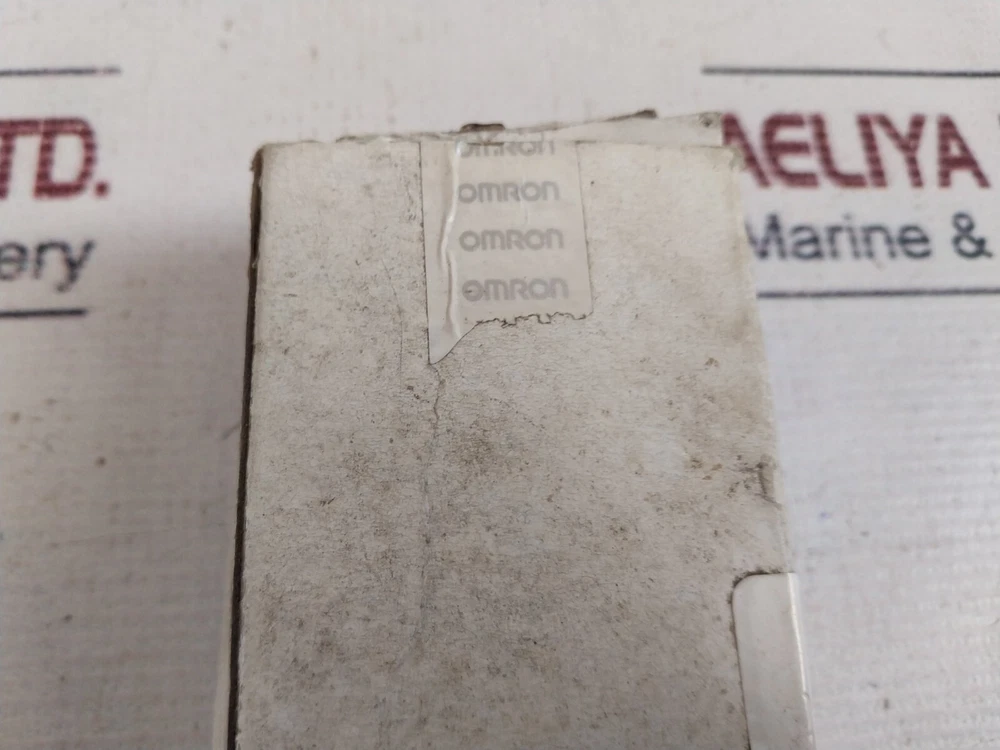 TD.
ery
OMRON
OMRON
OMRON
OMRON
AELIYA
Marine &